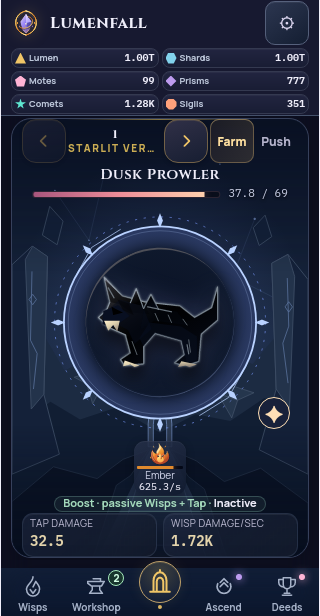 LUMENFALL
Lumen 1.00T
Shards 1.00T
Motes 99
Prisms 777
Comets 1.28K
Sigils 351
1
STARLIT VER…
Farm
Push
DUSK PROWLER
37.8 / 69
Ember
625.3/s
Boost · passive Wisps + Tap · Inactive
TAP DAMAGE
32.5
WISP DAMAGE/SEC
1.72K
Wisps
Workshop
2
Ascend
Deeds